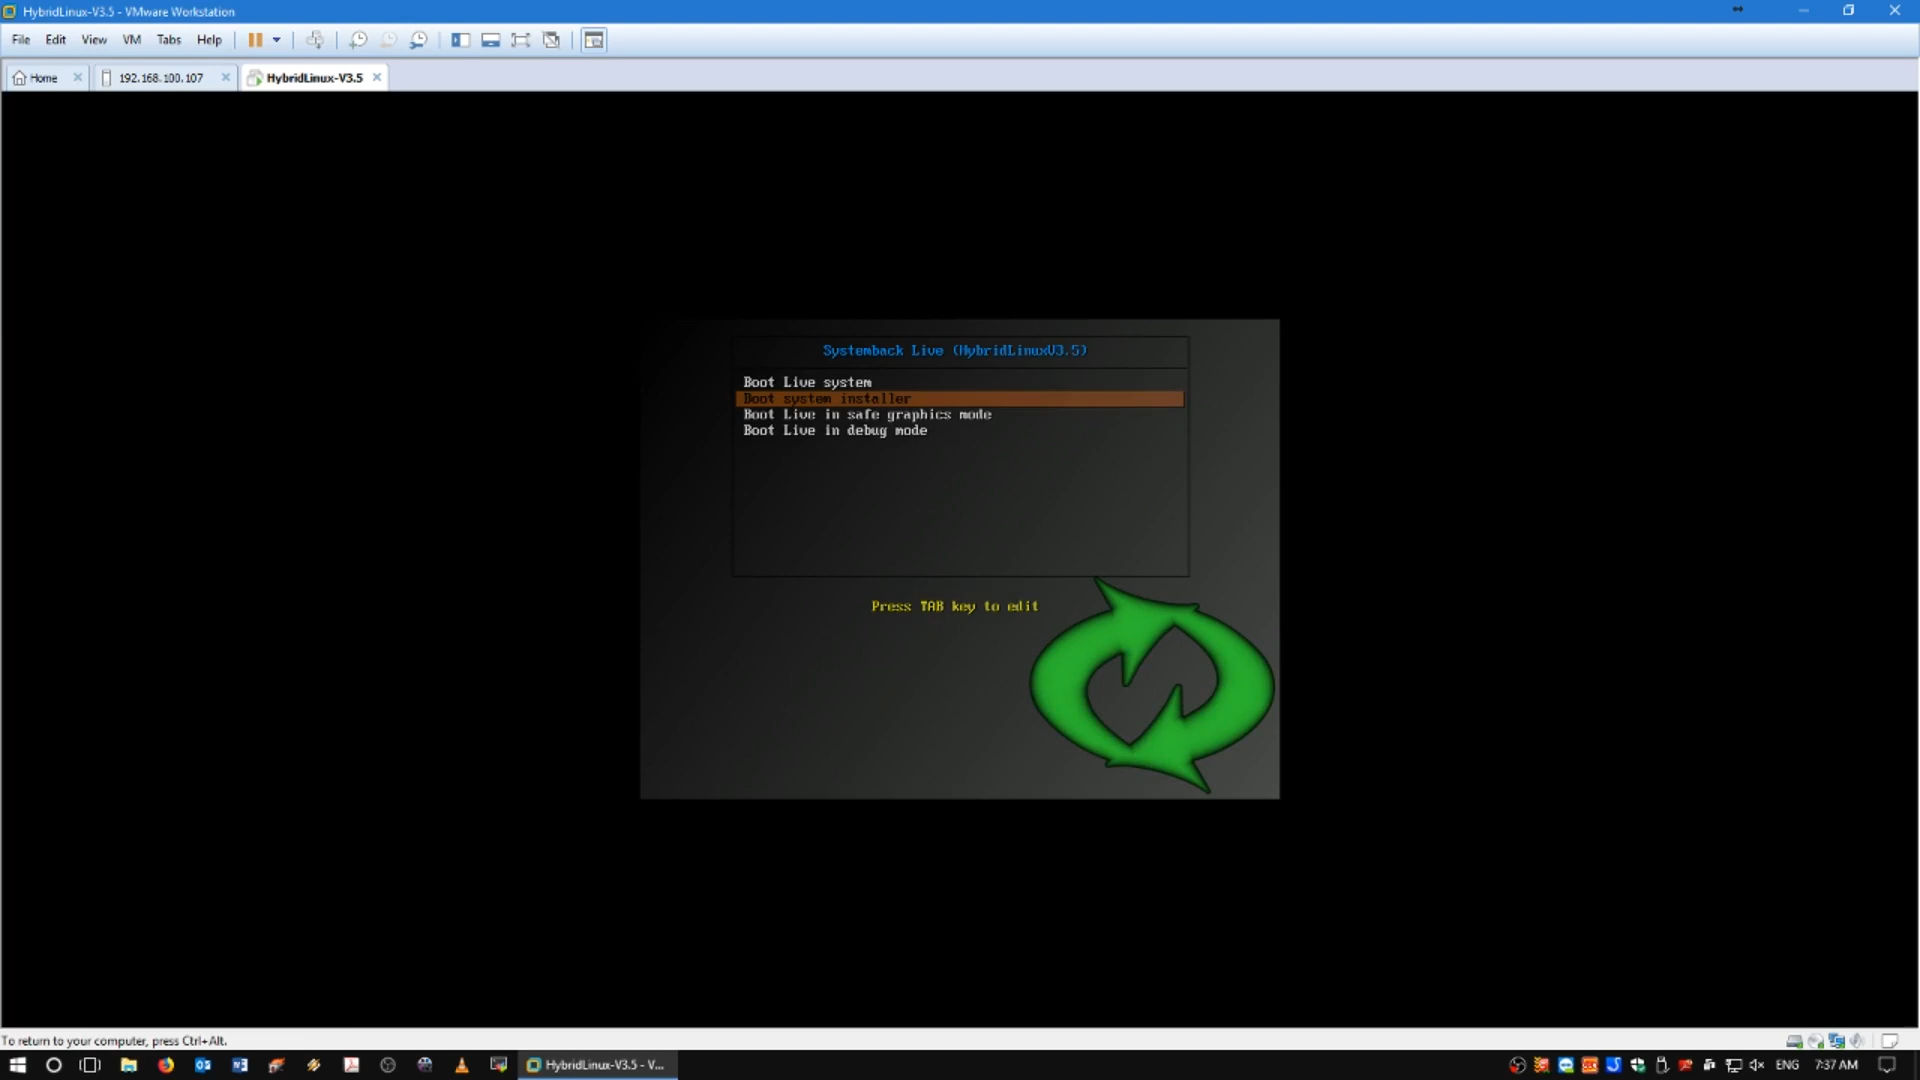 HybridLinux-V3.5 - VMware Workstation
File Edit View VM Tabs Help
Home 192.168.100.107 HybridLinux-V3.5
Systemback Live (HybridLinuxV3.5)
Boot Live system
Boot system installer
Boot Live in safe graphics mode
Boot Live in debug mode
Press TAB key to edit
To return to your computer, press Ctrl+Alt.
HybridLinux-V3.5 - V... ENG 7:37 AM